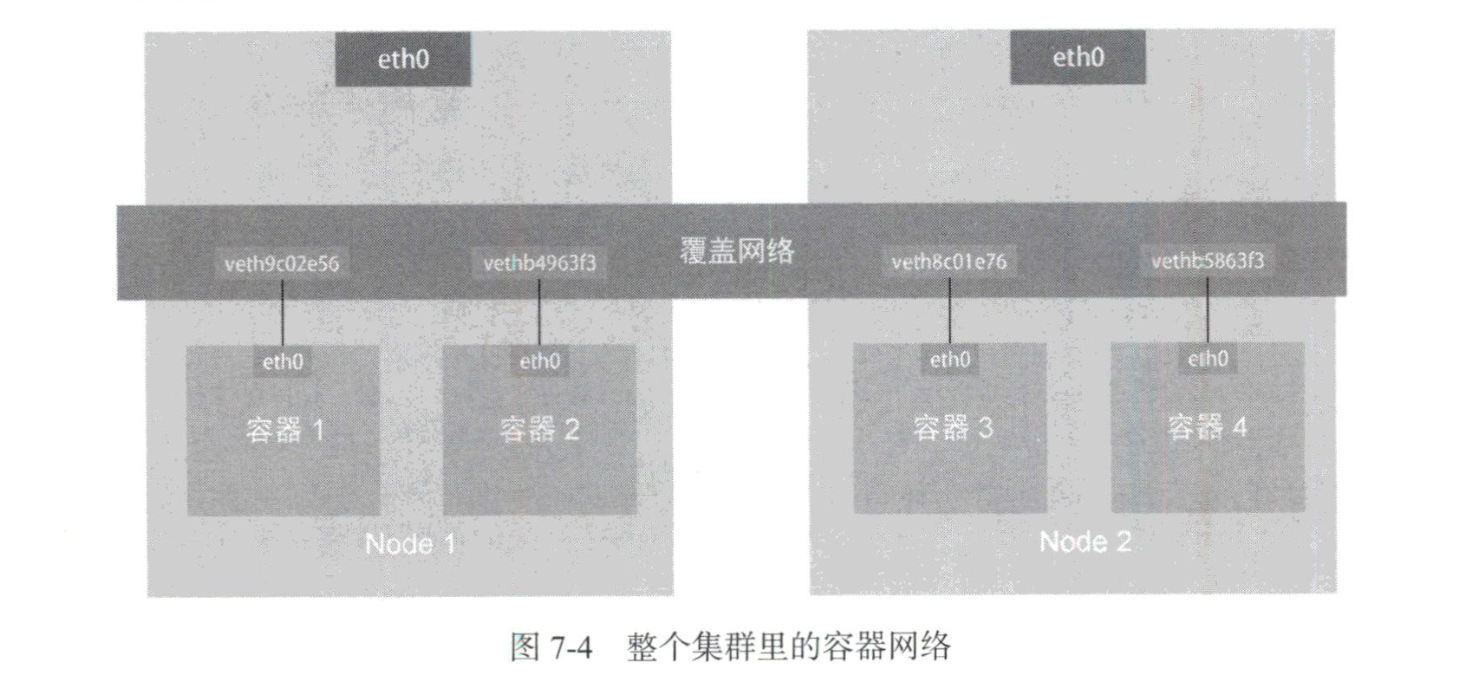 eth0
eth0
veth9c02e56
vethb4963f3
覆盖网络
veth8c01e76
vethb5863f3
eth0
eth0
eth0
eth0
容器 1
容器 2
容器 3
容器 4
Node 1
Node 2
图 7-4 整个集群里的容器网络